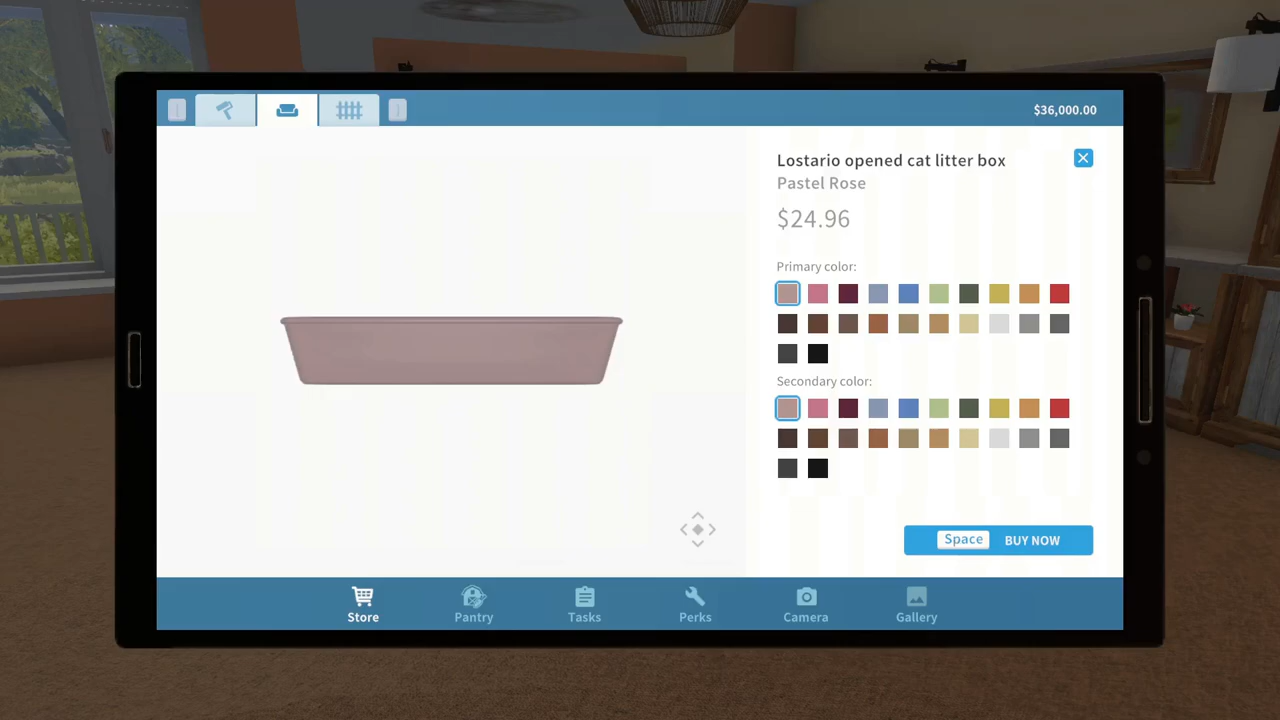 $36,000.00
Lostario opened cat litter box
Pastel Rose
$24.96
Primary color:
Secondary color:
Space BUY NOW
Store Pantry Tasks Perks Camera Gallery